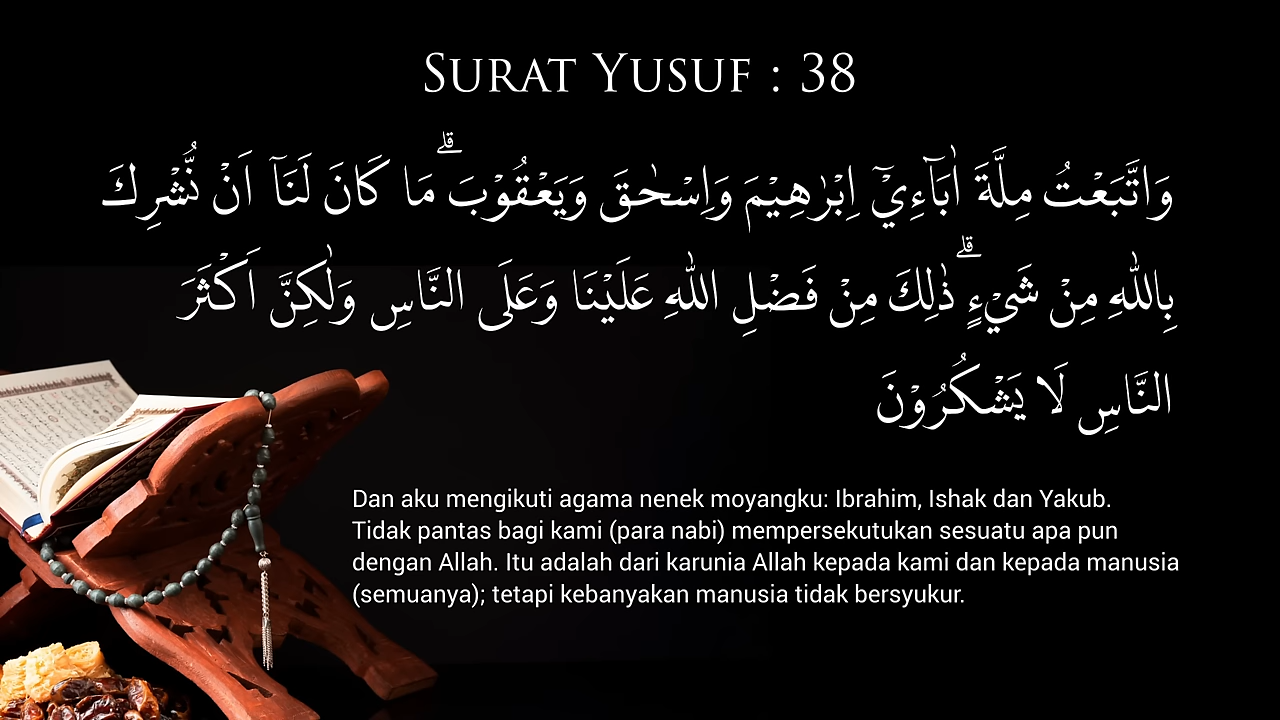 SURAT YUSUF : 38
وَاتَّبَعْتُ مِلَّةَ اٰبَاۤءِيْٓ اِبْرٰهِيْمَ وَاِسْحٰقَ وَيَعْقُوْبَۗ مَا كَانَ لَنَآ اَنْ نُّشْرِكَ
بِاللّٰهِ مِنْ شَيْءٍۗ ذٰلِكَ مِنْ فَضْلِ اللّٰهِ عَلَيْنَا وَعَلَى النَّاسِ وَلٰكِنَّ اَكْثَرَ
النَّاسِ لَا يَشْكُرُوْنَ
Dan aku mengikuti agama nenek moyangku: Ibrahim, Ishak dan Yakub.
Tidak pantas bagi kami (para nabi) mempersekutukan sesuatu apa pun
dengan Allah. Itu adalah dari karunia Allah kepada kami dan kepada manusia
(semuanya); tetapi kebanyakan manusia tidak bersyukur.